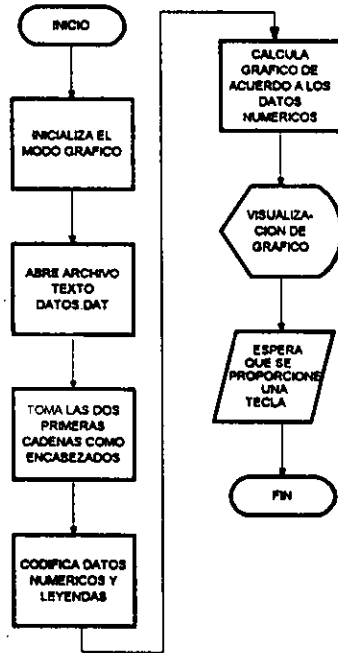 INICIO
INICIALIZA EL
MODO GRAFICO
ABRE ARCHIVO
TEXTO
DATOS.DAT
TOMA LAS DOS
PRIMERAS
CADENAS COMO
ENCABEZADOS
CODIFICA DATOS
NUMERICOS Y
LEYENDAS
CALCULA
GRAFICO DE
ACUERDO A LOS
DATOS
NUMERICOS
VISUALIZA-
CION DE
GRAFICO
ESPERA
QUE SE
PROPORCIONE
UNA
TECLA
FIN